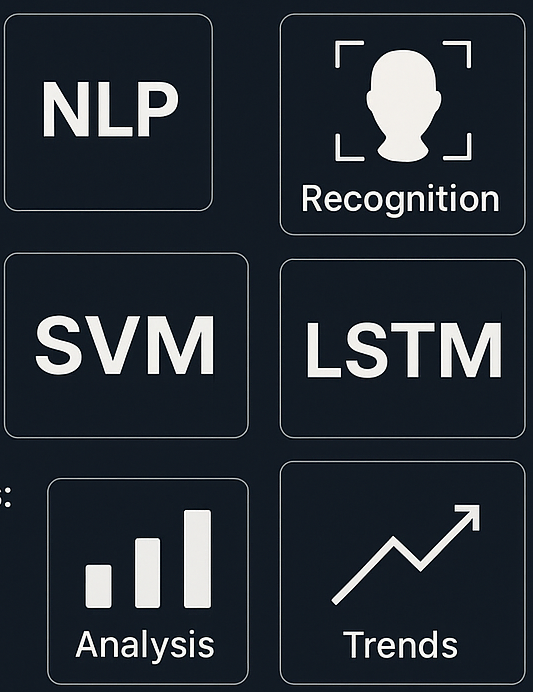 NLP
Recognition
SVM
LSTM
s:
Analysis
Trends